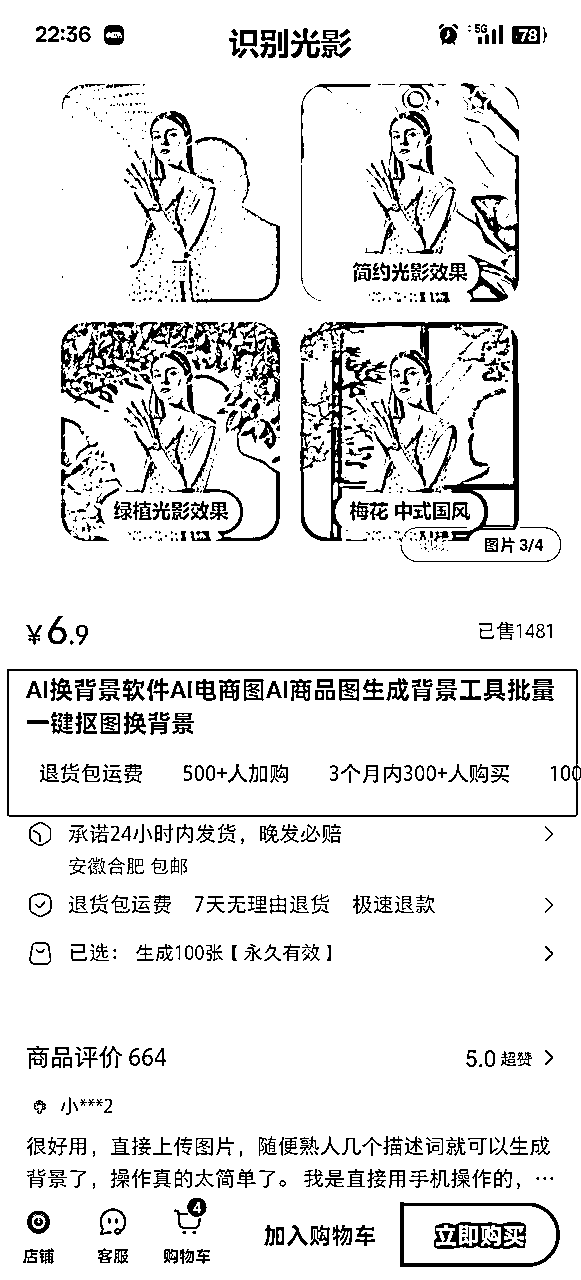 22:36
5G
78
识别光影
简约光影效果
绿植光影效果
梅花 中式国风
图片 3/4
¥6.9
已售1481
AI换背景软件AI电商图AI商品图生成背景工具批量
一键抠图换背景
退货包运费 500+人加购 3个月内300+人购买 100
承诺24小时内发货，晚发必赔
安徽合肥 包邮
退货包运费 7天无理由退货 极速退款
已选： 生成100张【永久有效】
商品评价 664
5.0 超赞
小***2
很好用，直接上传图片，随便熟人几个描述词就可以生成
背景了，操作真的太简单了。 我是直接用手机操作的，…
4
店铺 客服 购物车 加入购物车 立即购买